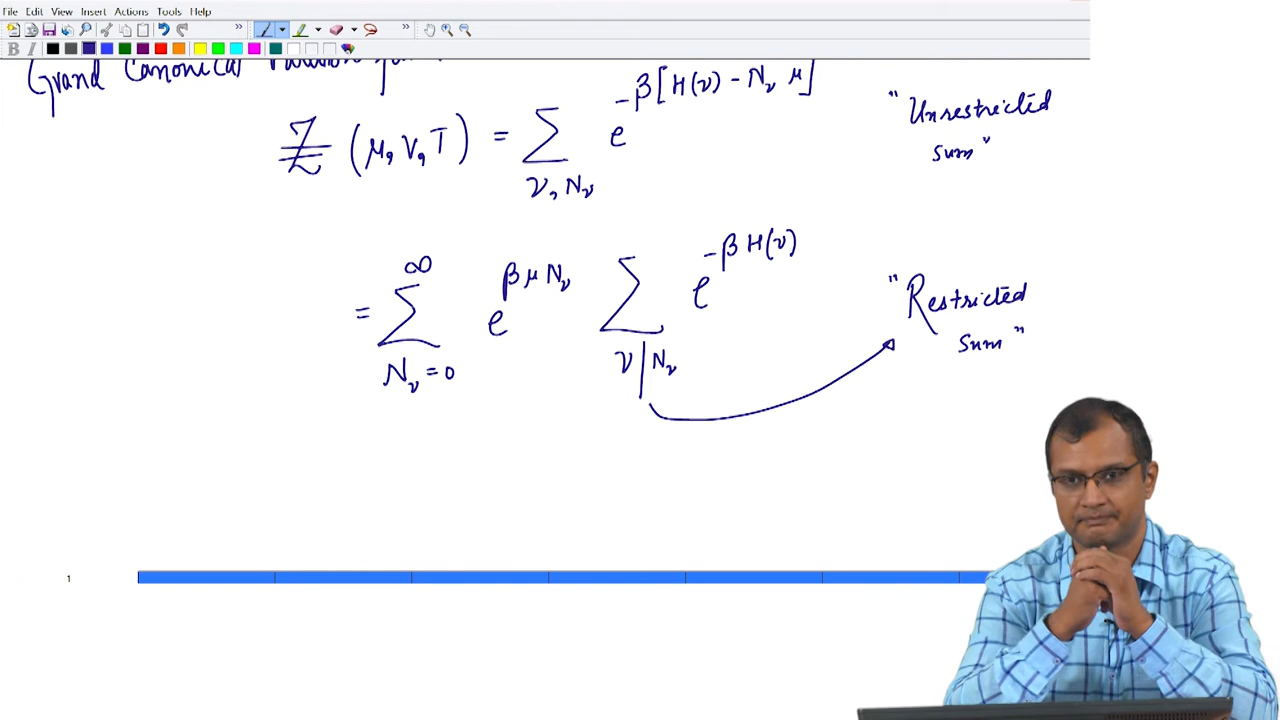 File Edit View Insert Actions Tools Help
B I
Grand Canonical
ℤ (μ, V, T) = Σ e^{-β[H(ν) - N_ν μ]}
ν, N_ν
"Unrestricted
sum"
= Σ_{N_ν=0}^{∞} e^{βμN_ν} Σ_{ν|N_ν} e^{-βH(ν)}
"Restricted
sum"
1